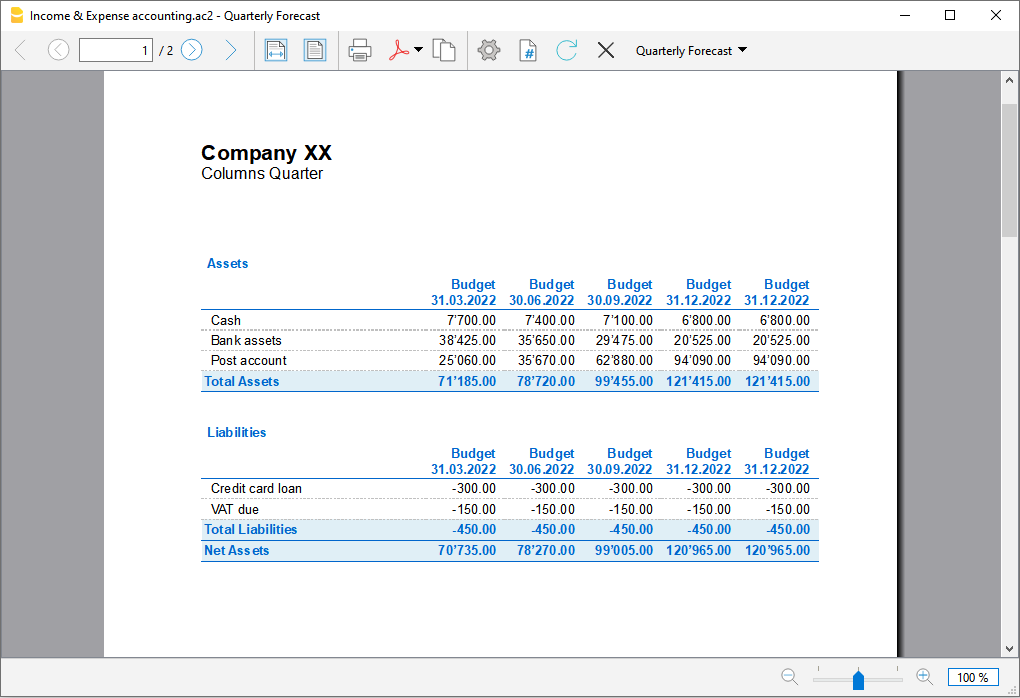 Income & Expense accounting.ac2 - Quarterly Forecast
1 / 2 # Quarterly Forecast
Company XX
Columns Quarter
Assets
Budget Budget Budget Budget Budget
31.03.2022 30.06.2022 30.09.2022 31.12.2022 31.12.2022
Cash 7'700.00 7'400.00 7'100.00 6'800.00 6'800.00
Bank assets 38'425.00 35'650.00 29'475.00 20'525.00 20'525.00
Post account 25'060.00 35'670.00 62'880.00 94'090.00 94'090.00
Total Assets 71'185.00 78'720.00 99'455.00 121'415.00 121'415.00
Liabilities
Budget Budget Budget Budget Budget
31.03.2022 30.06.2022 30.09.2022 31.12.2022 31.12.2022
Credit card loan -300.00 -300.00 -300.00 -300.00 -300.00
VAT due -150.00 -150.00 -150.00 -150.00 -150.00
Total Liabilities -450.00 -450.00 -450.00 -450.00 -450.00
Net Assets 70'735.00 78'270.00 99'005.00 120'965.00 120'965.00
100 %